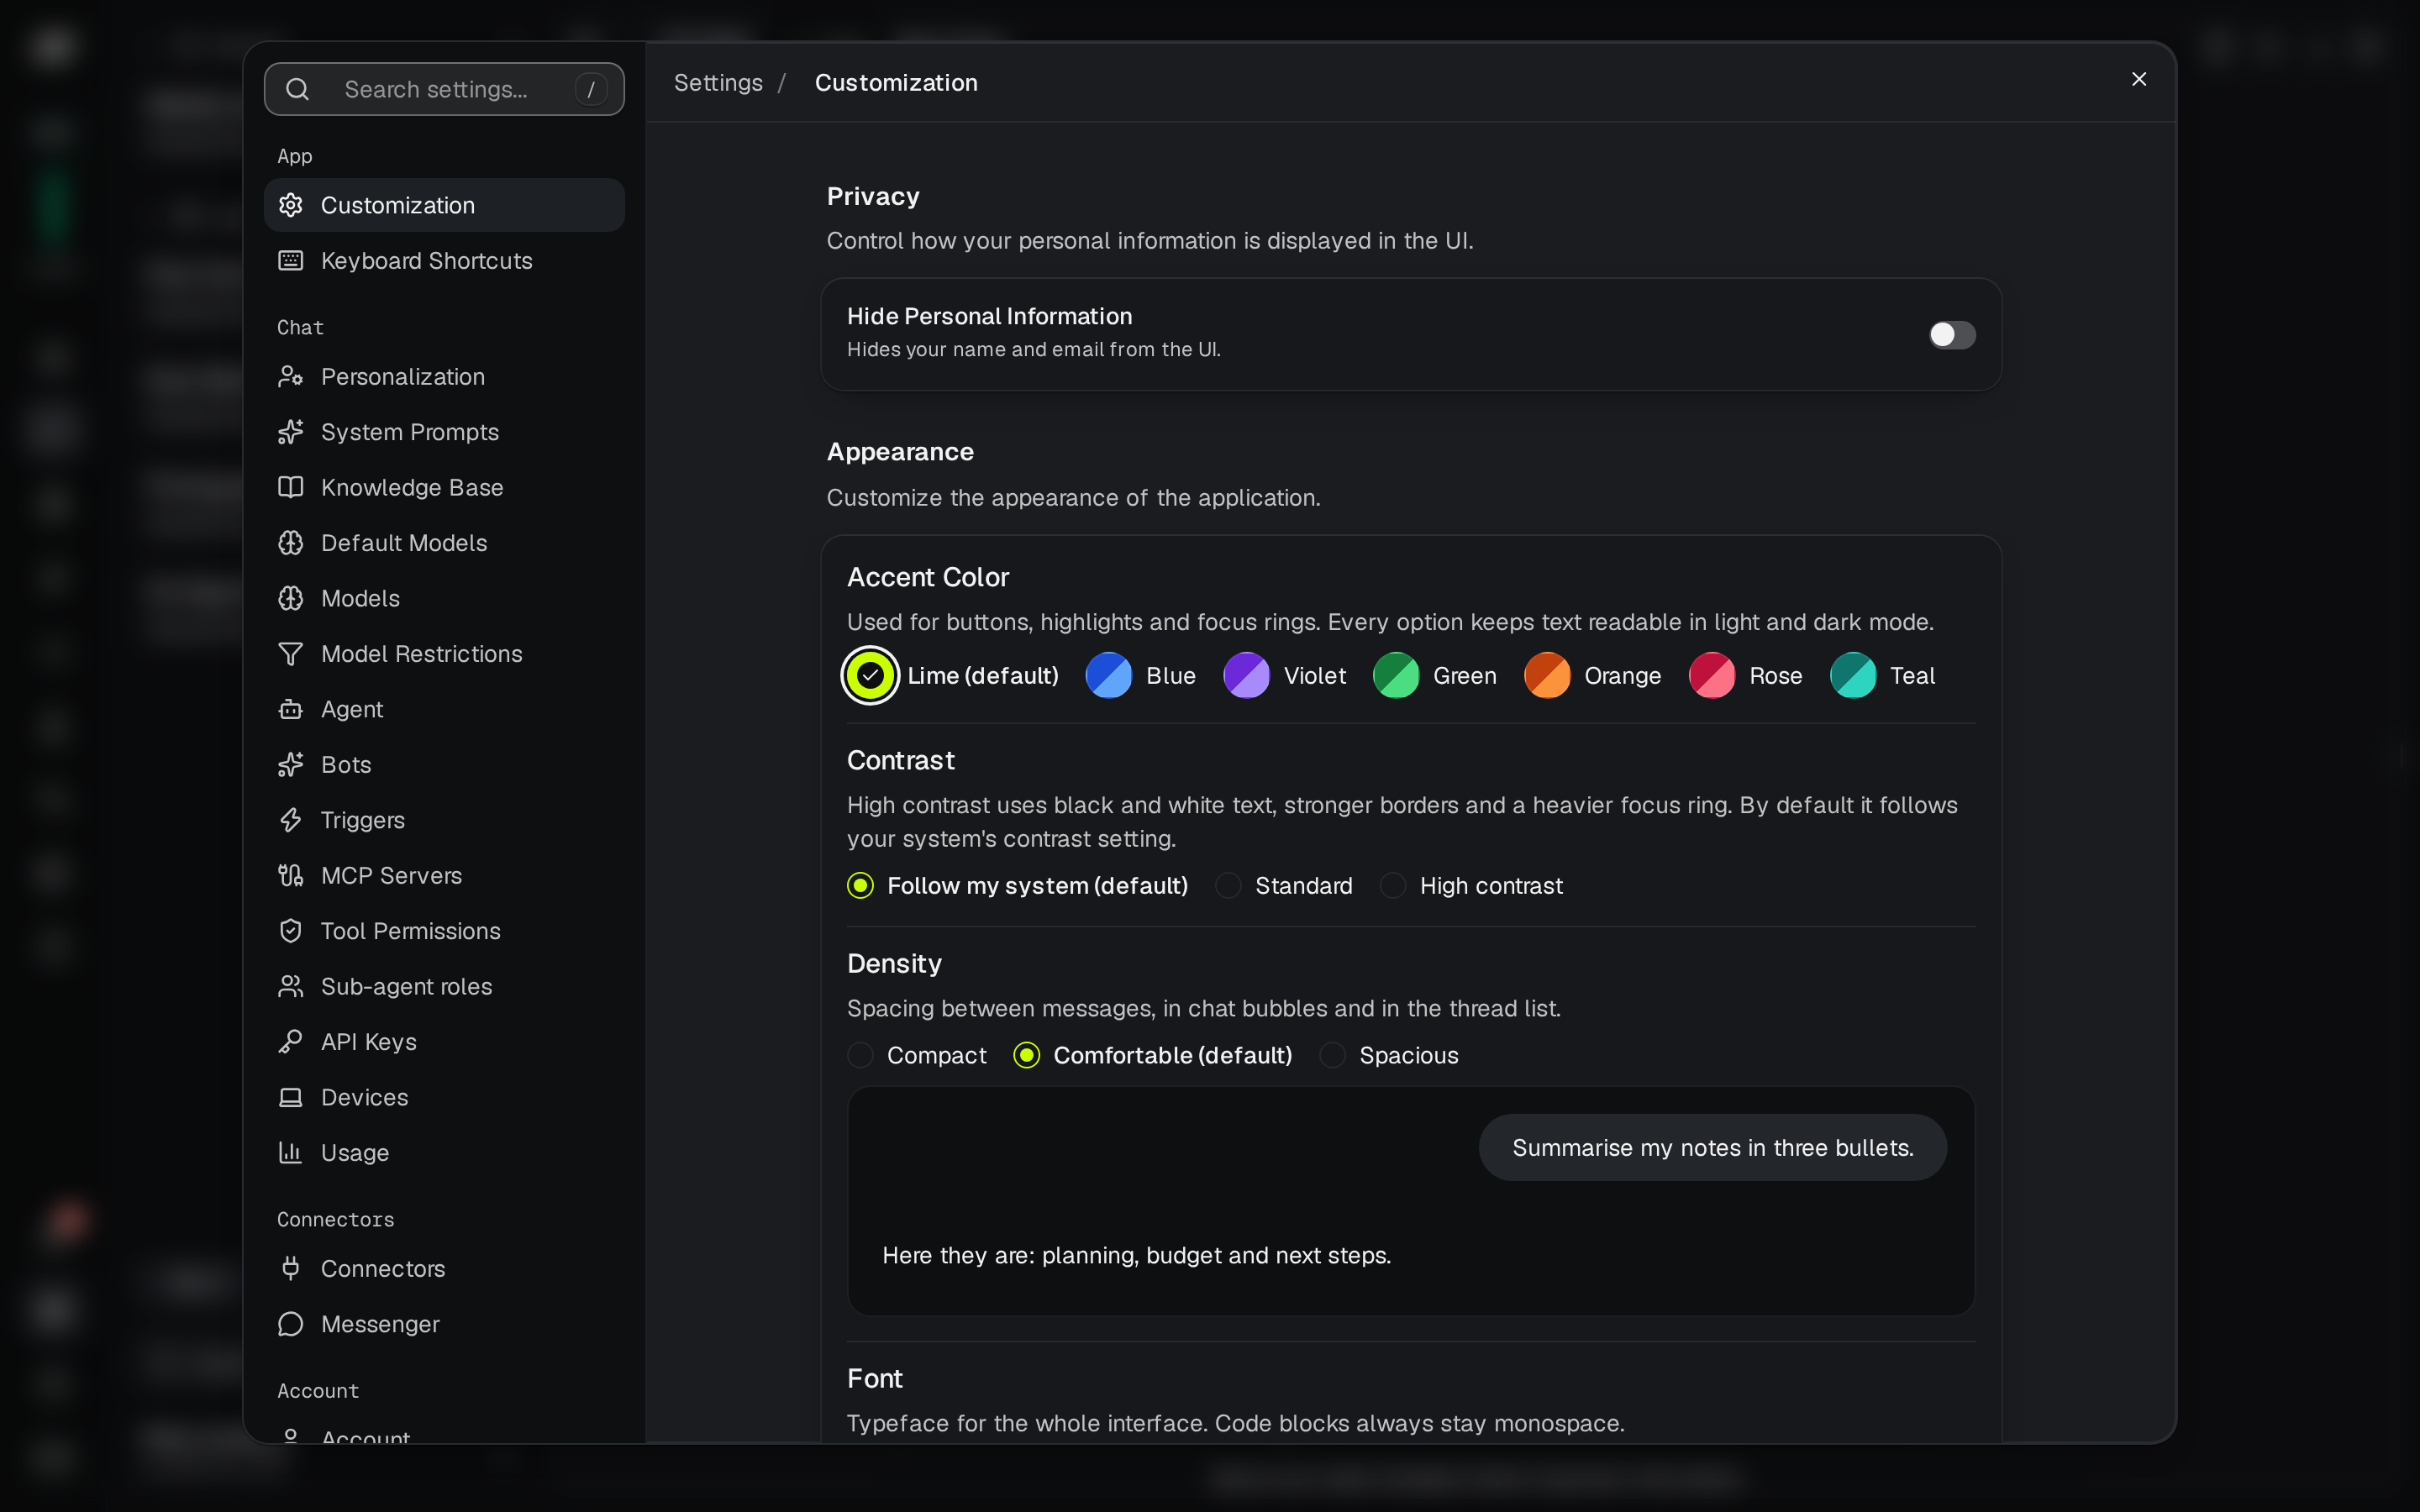 Search settings...
/
App
Customization
Keyboard Shortcuts
Chat
Personalization
System Prompts
Knowledge Base
Default Models
Models
Model Restrictions
Agent
Bots
Triggers
MCP Servers
Tool Permissions
Sub-agent roles
API Keys
Devices
Usage
Connectors
Connectors
Messenger
Account
Account
Settings / Customization
Privacy
Control how your personal information is displayed in the UI.
Hide Personal Information
Hides your name and email from the UI.
Appearance
Customize the appearance of the application.
Accent Color
Used for buttons, highlights and focus rings. Every option keeps text readable in light and dark mode.
Lime (default) Blue Violet Green Orange Rose Teal
Contrast
High contrast uses black and white text, stronger borders and a heavier focus ring. By default it follows
your system's contrast setting.
Follow my system (default) Standard High contrast
Density
Spacing between messages, in chat bubbles and in the thread list.
Compact Comfortable (default) Spacious
Summarise my notes in three bullets.
Here they are: planning, budget and next steps.
Font
Typeface for the whole interface. Code blocks always stay monospace.